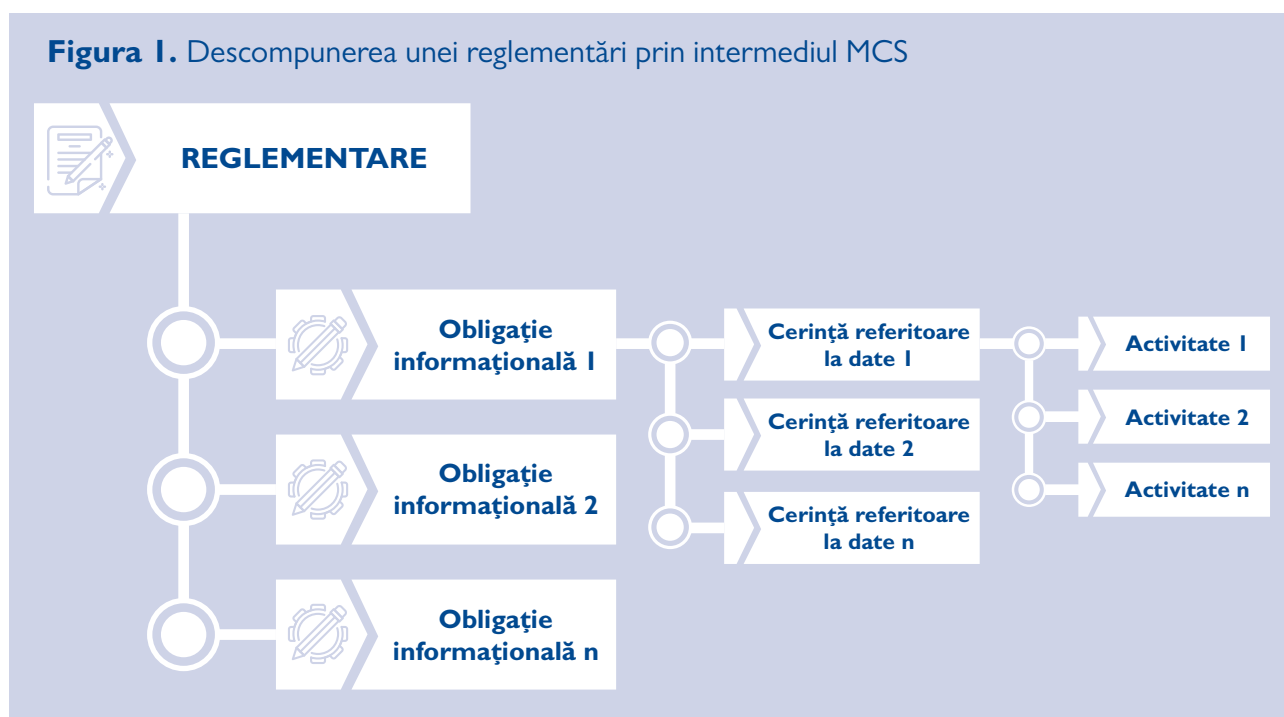 Figura 1. Descompunerea unei reglementări prin intermediul MCS
REGLEMENTARE
Obligație
informațională 1
Cerință referitoare
la date 1
Activitate 1
Cerință referitoare
la date 2
Activitate 2
Obligație
informațională 2
Cerință referitoare
la date n
Activitate n
Obligație
informațională n